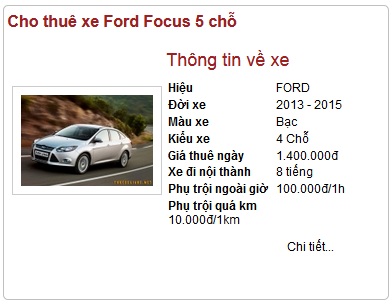 Cho thuê xe Ford Focus 5 chỗ
Thông tin về xe
Hiệu FORD
Đời xe 2013 - 2015
Màu xe Bạc
Kiểu xe 4 Chỗ
Giá thuê ngày 1.400.000đ
Xe đi nội thành 8 tiếng
Phụ trội ngoài giờ 100.000đ/1h
Phụ trội quá km
10.000đ/1km
Chi tiết...